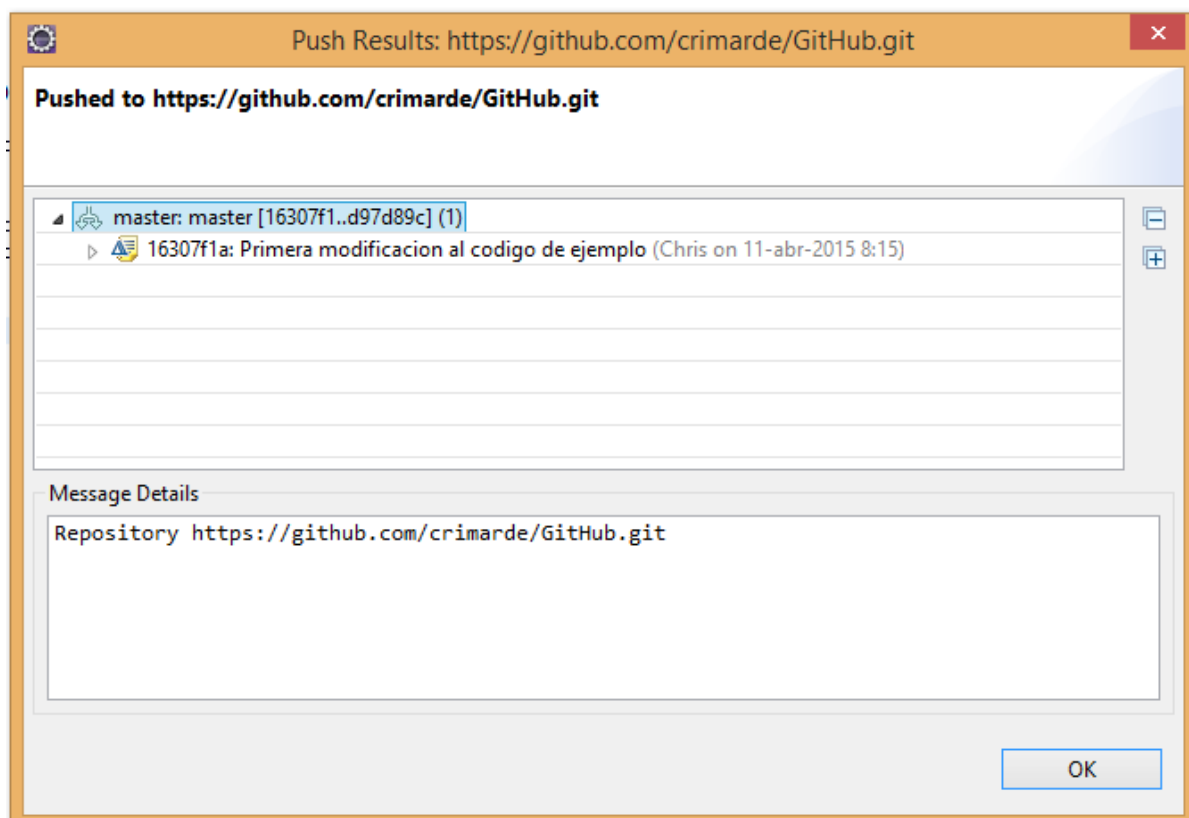 Push Results: https://github.com/crimarde/GitHub.git
Pushed to https://github.com/crimarde/GitHub.git
master: master [16307f1..d97d89c] (1)
16307f1a: Primera modificacion al codigo de ejemplo (Chris on 11-abr-2015 8:15)
Message Details
Repository https://github.com/crimarde/GitHub.git
OK